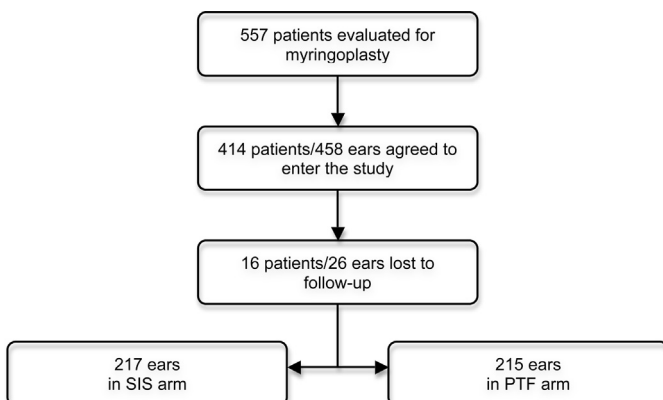 557 patients evaluated for
myringoplasty
414 patients/458 ears agreed to
enter the study
16 patients/26 ears lost to
follow-up
217 ears
in SIS arm
215 ears
in PTF arm